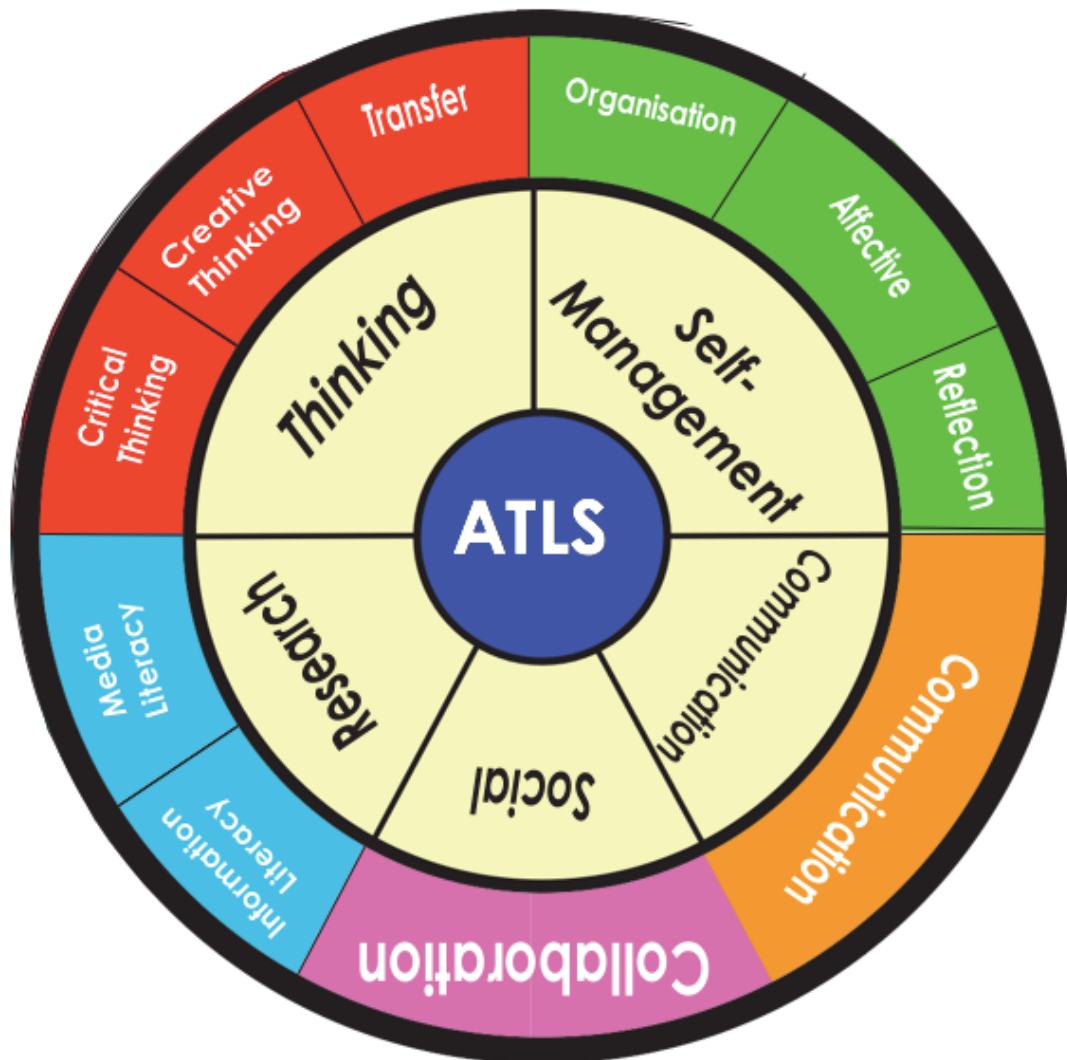 Transfer
Organisation
Creative
Thinking
Affective
Critical
Thinking
Reflection
Thinking
Self-
Management
ATLS
Research
Communication
Social
Media
Literacy
Communication
Information
Literacy
Collaboration